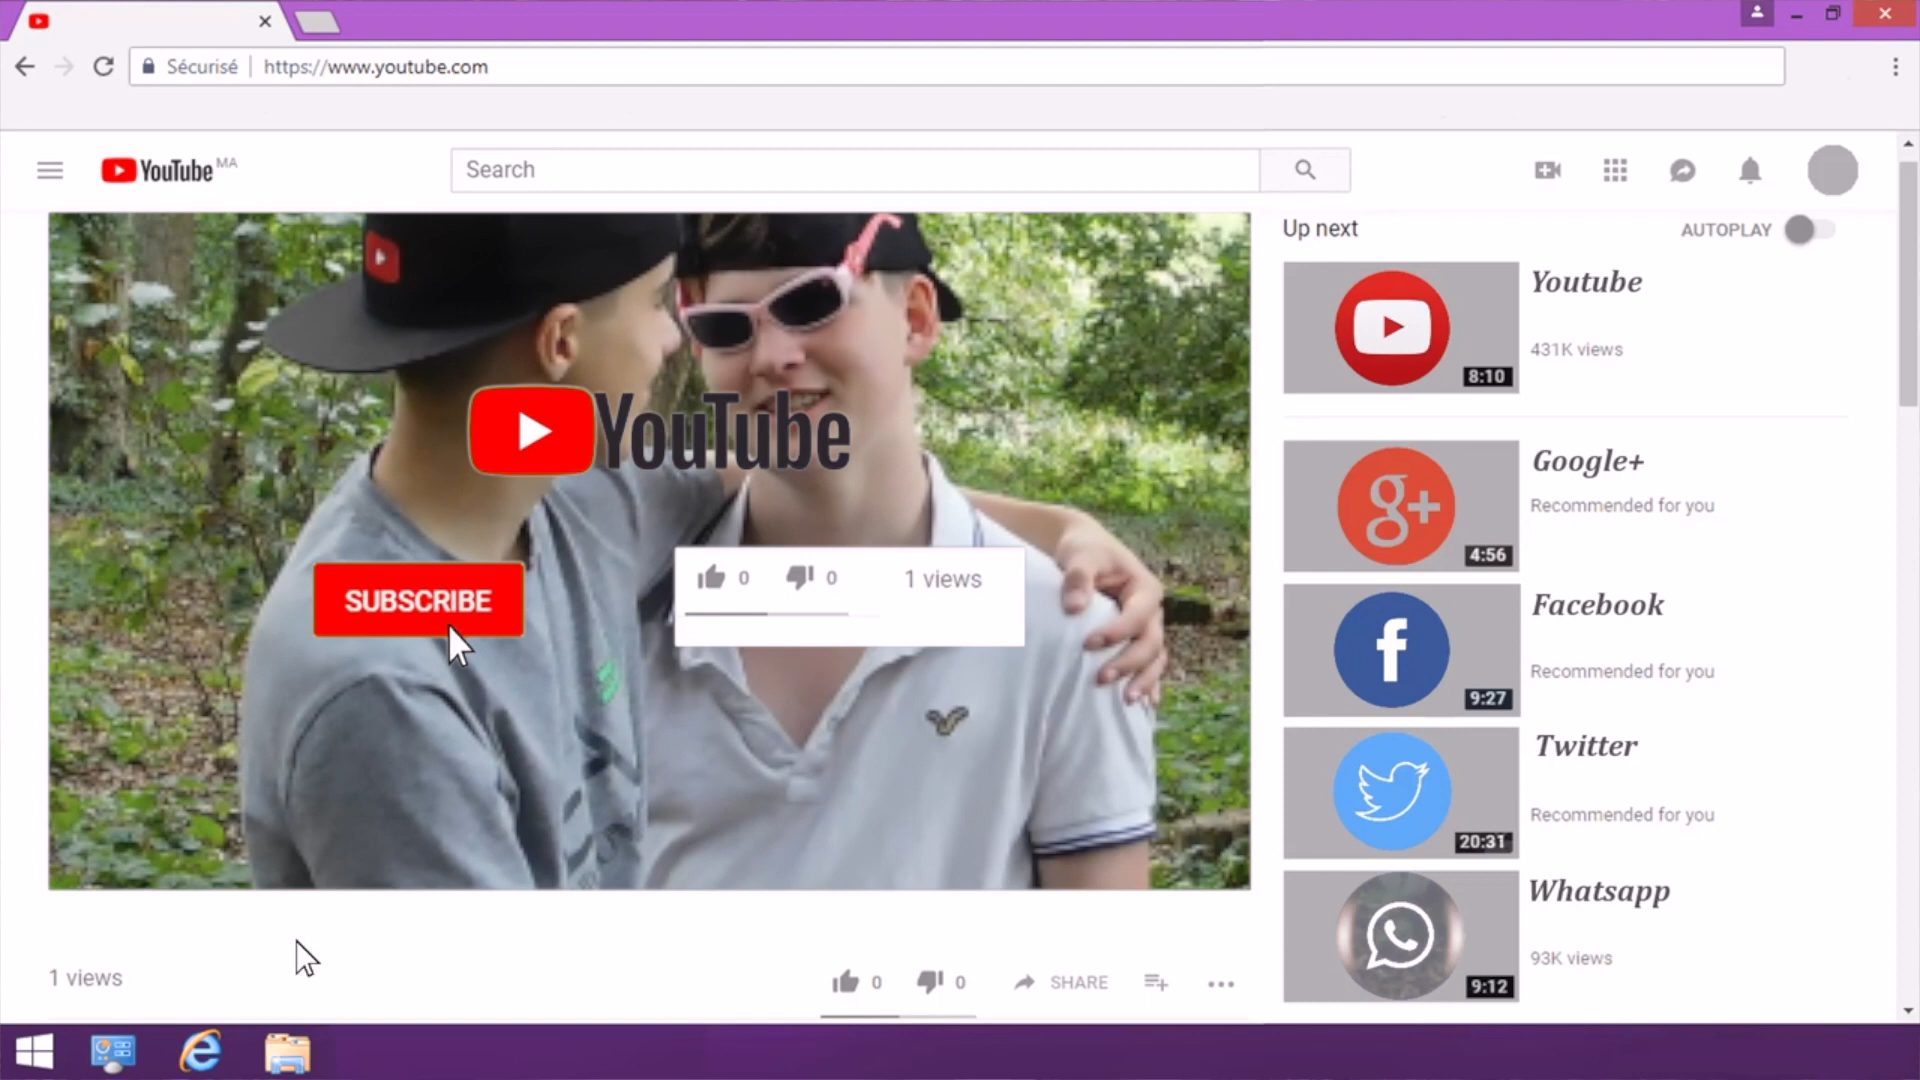 Sécurisé
https://www.youtube.com
YouTube MA
Search
Up next
AUTOPLAY
Youtube
431K views
8:10
Google+
Recommended for you
g+
4:56
Facebook
Recommended for you
f
9:27
Twitter
Recommended for you
20:31
Whatsapp
93K views
9:12
YouTube
SUBSCRIBE
0
0
1 views
1 views
0
0
SHARE